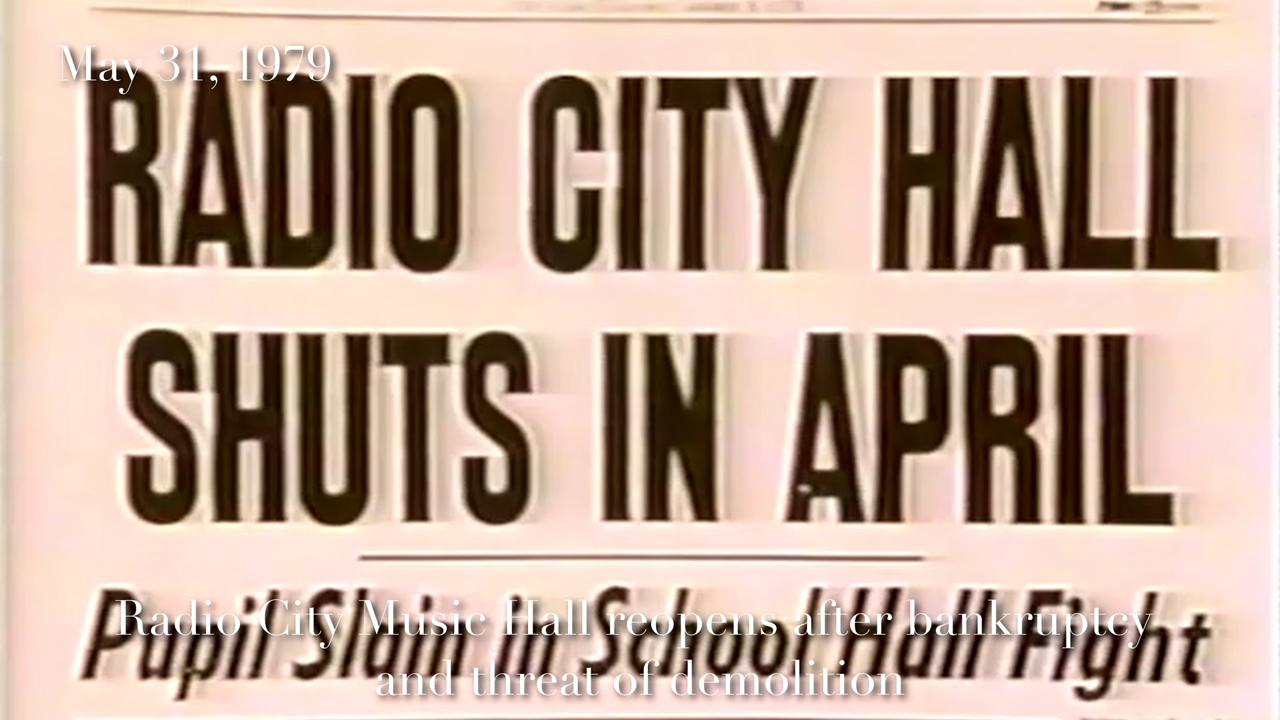 May 31, 1979
RADIO CITY HALL
SHUTS IN APRIL
Pupil Slain in School Hall Fight
Radio City Music Hall reopens after bankruptcy
and threat of demolition